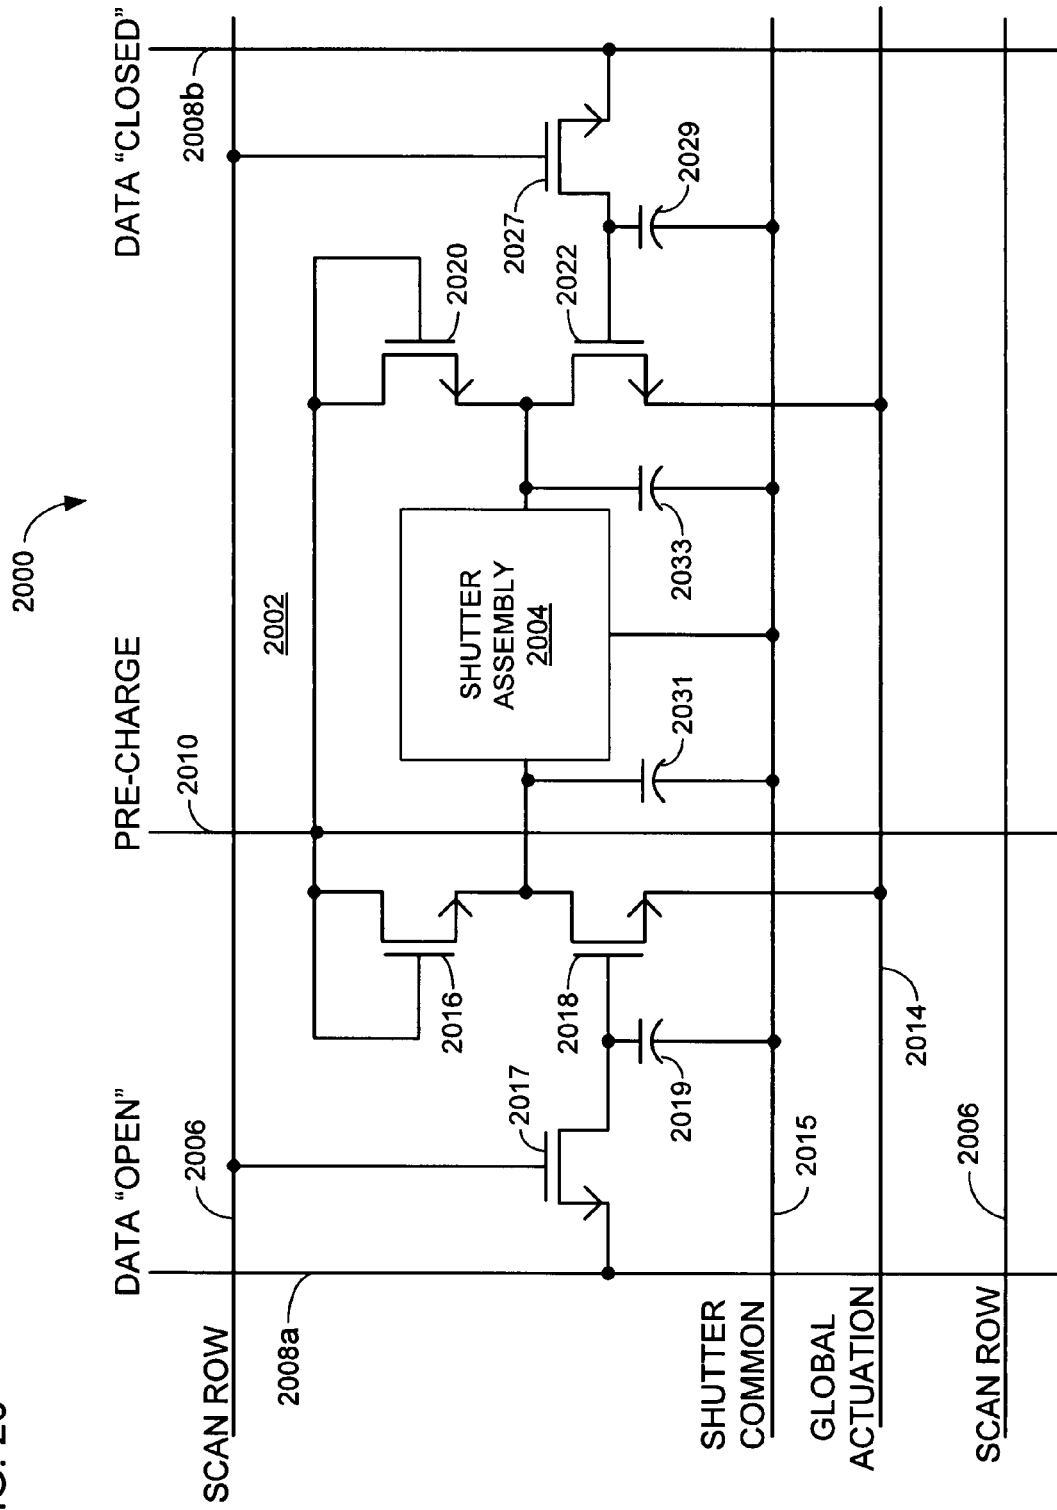 2000
DATA "OPEN"
PRE-CHARGE
DATA "CLOSED"
2010
2008b
SCAN ROW
2006
2008a
2002
2016
2020
2017
2027
SHUTTER
ASSEMBLY
2004
2018
2022
2019
2031
2033
2029
SHUTTER
COMMON
2015
GLOBAL
ACTUATION
2014
SCAN ROW
2006